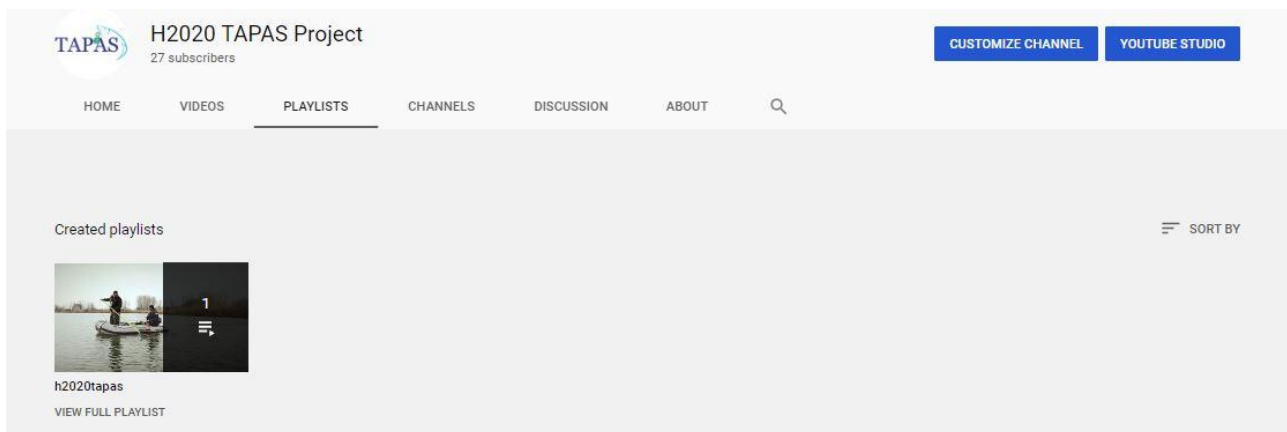 TAPAS
H2020 TAPAS Project
27 subscribers
CUSTOMIZE CHANNEL
YOUTUBE STUDIO
HOME VIDEOS PLAYLISTS CHANNELS DISCUSSION ABOUT
Created playlists
SORT BY
1
h2020tapas
VIEW FULL PLAYLIST